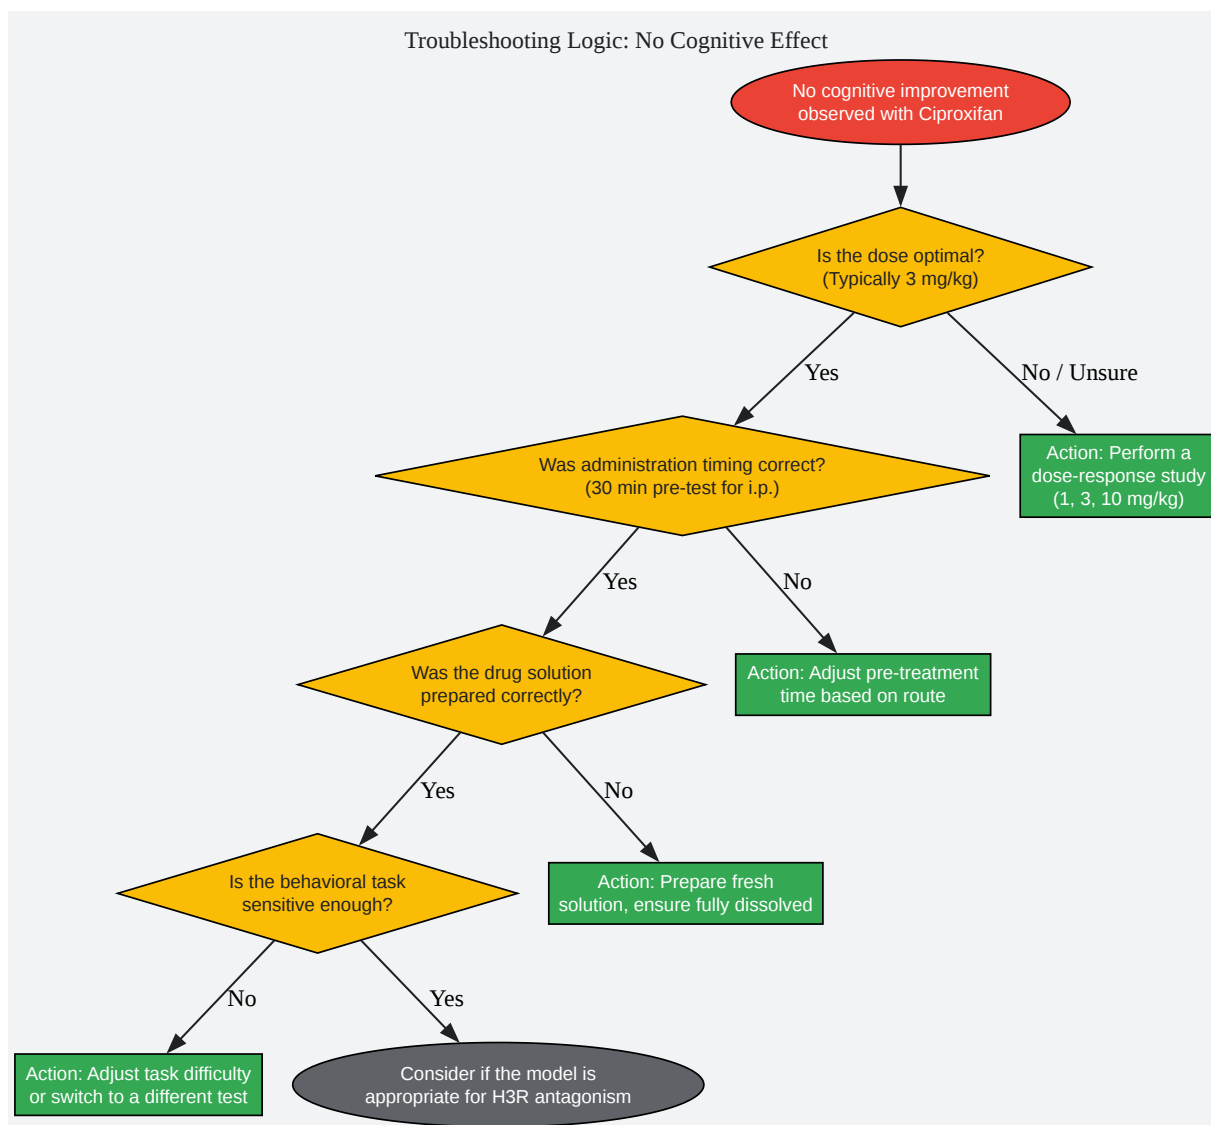 Troubleshooting Logic: No Cognitive Effect
No cognitive improvement
observed with Ciproxifan
Is the dose optimal?
(Typically 3 mg/kg)
Yes
No / Unsure
Was administration timing correct?
(30 min pre-test for i.p.)
Action: Perform a
dose-response study
(1, 3, 10 mg/kg)
Yes
No
Was the drug solution
prepared correctly?
Action: Adjust pre-treatment
time based on route
Yes
No
Is the behavioral task
sensitive enough?
Action: Prepare fresh
solution, ensure fully dissolved
No
Yes
Action: Adjust task difficulty
or switch to a different test
Consider if the model is
appropriate for H3R antagonism